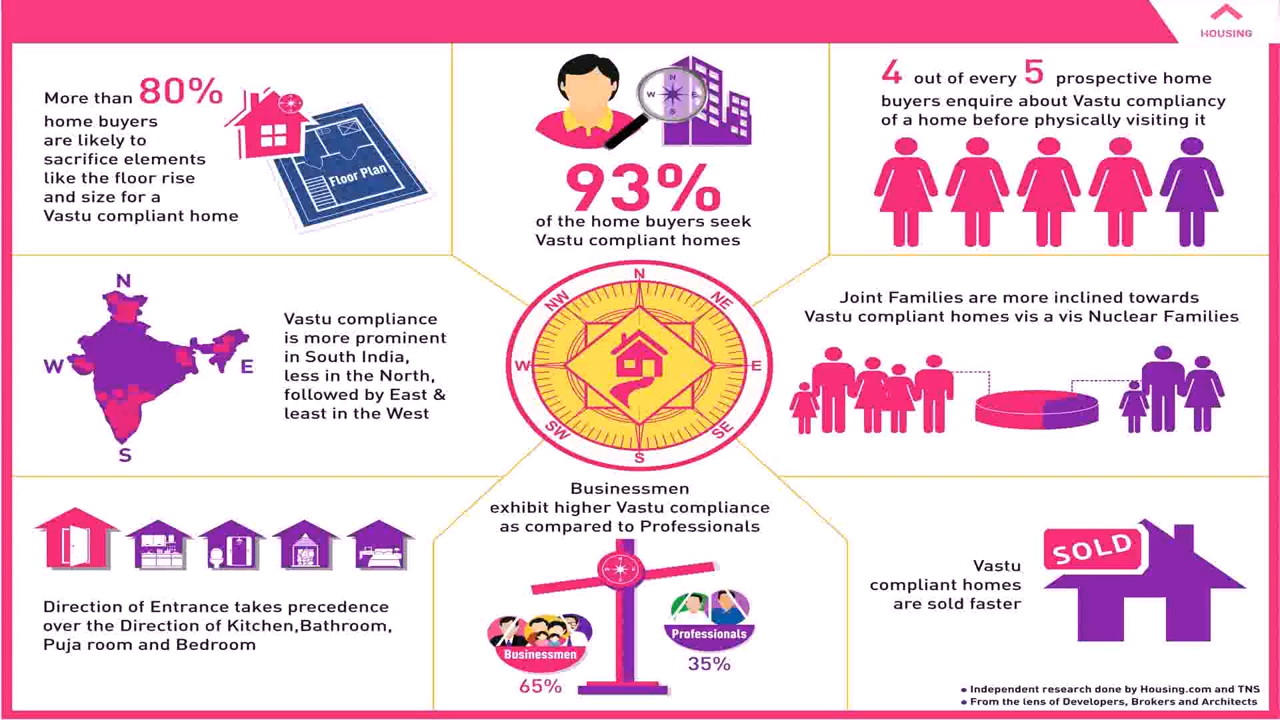 HOUSING
More than 80%
home buyers
are likely to
sacrifice elements
like the floor rise
and size for a
Vastu compliant home
Floor Plan
N
W E
S
93%
of the home buyers seek
Vastu compliant homes
4 out of every 5 prospective home
buyers enquire about Vastu compliancy
of a home before physically visiting it
N
W E
S
Vastu compliance
is more prominent
in South India,
less in the North,
followed by East &
least in the West
N
NW NE
W E
SW SE
S
Joint Families are more inclined towards
Vastu compliant homes vis a vis Nuclear Families
Direction of Entrance takes precedence
over the Direction of Kitchen,Bathroom,
Puja room and Bedroom
Businessmen
exhibit higher Vastu compliance
as compared to Professionals
Businessmen
65%
Professionals
35%
SOLD
Vastu
compliant homes
are sold faster
• Independent research done by Housing.com and TNS
• From the lens of Developers, Brokers and Architects